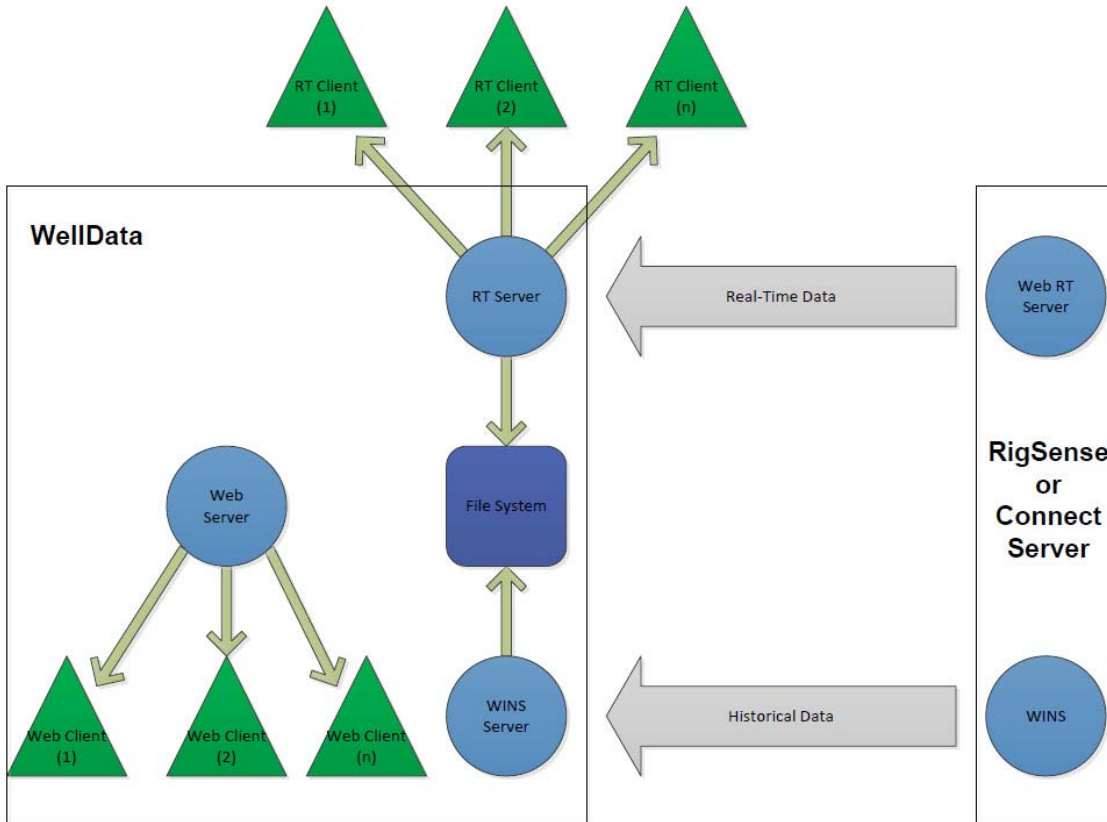 RT Client
(1)
RT Client
(2)
RT Client
(n)
WellData
RT Server
Real-Time Data
Web RT
Server
Web
Server
File System
RigSense
or
Connect
Server
Web Client
(1)
Web Client
(2)
Web Client
(n)
WINS
Server
Historical Data
WINS